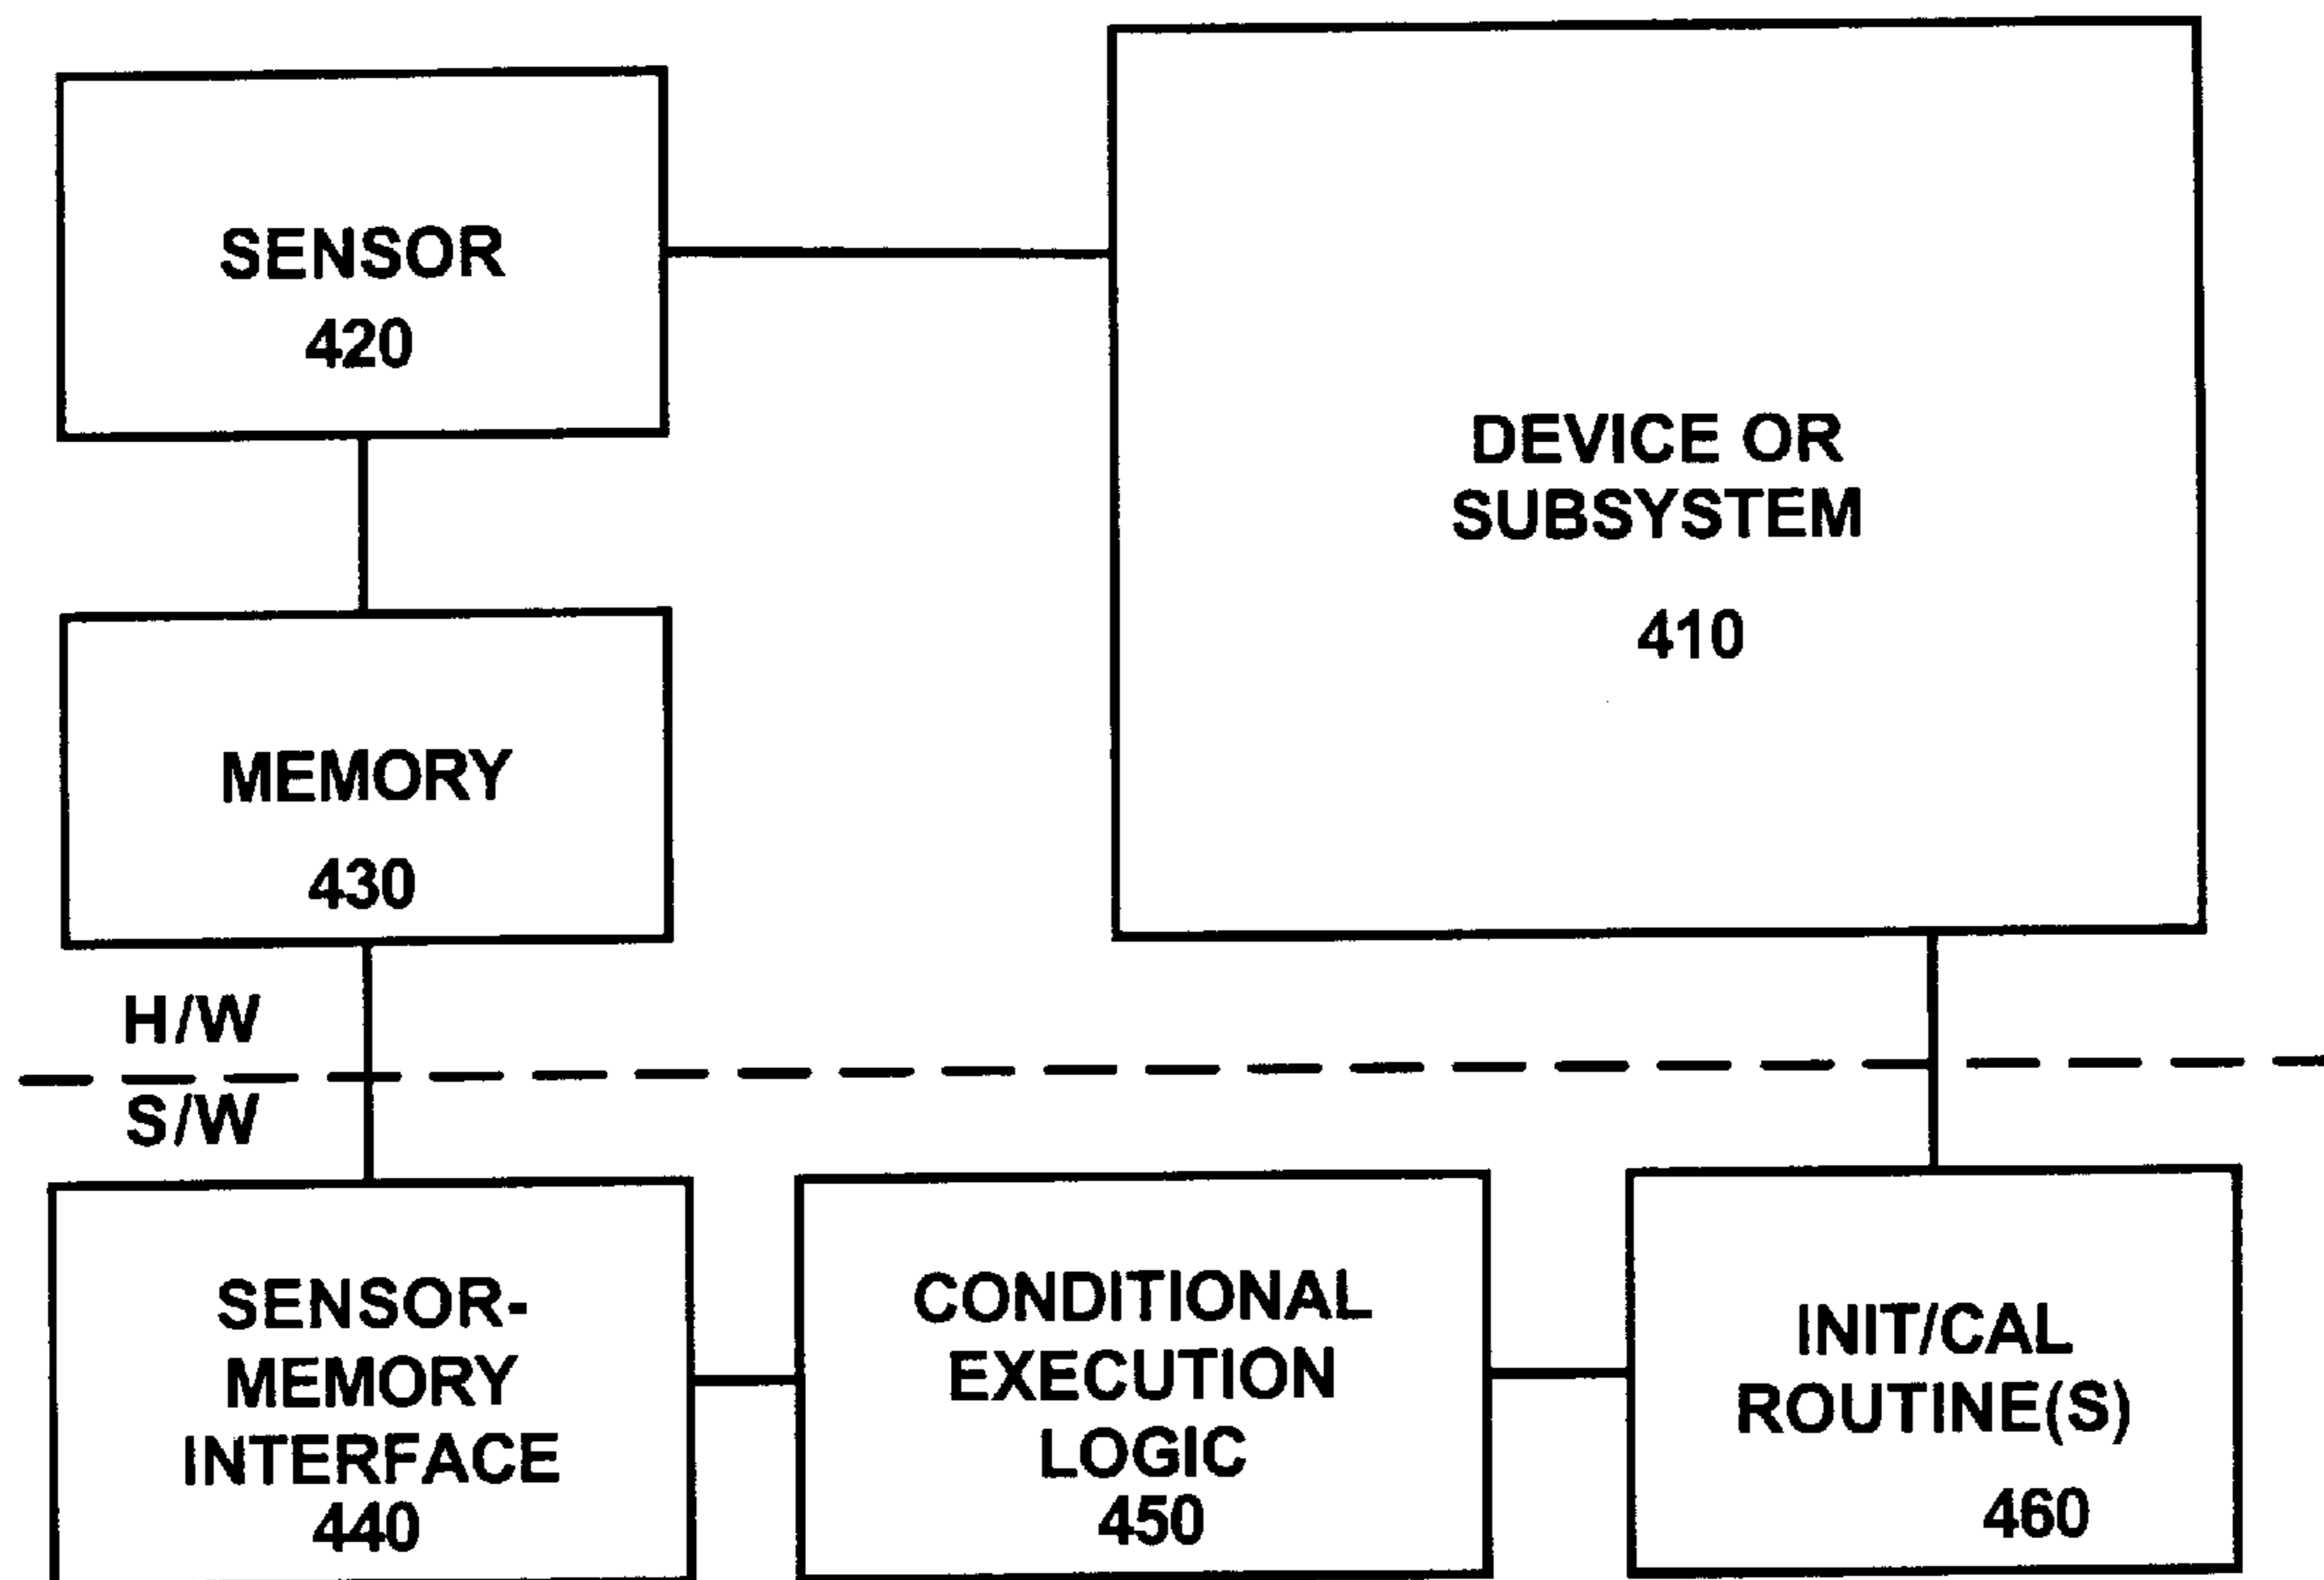 SENSOR
420
DEVICE OR
SUBSYSTEM
410
MEMORY
430
H/W
S/W
SENSOR-
MEMORY
INTERFACE
440
CONDITIONAL
EXECUTION
LOGIC
450
INIT/CAL
ROUTINE(S)
460